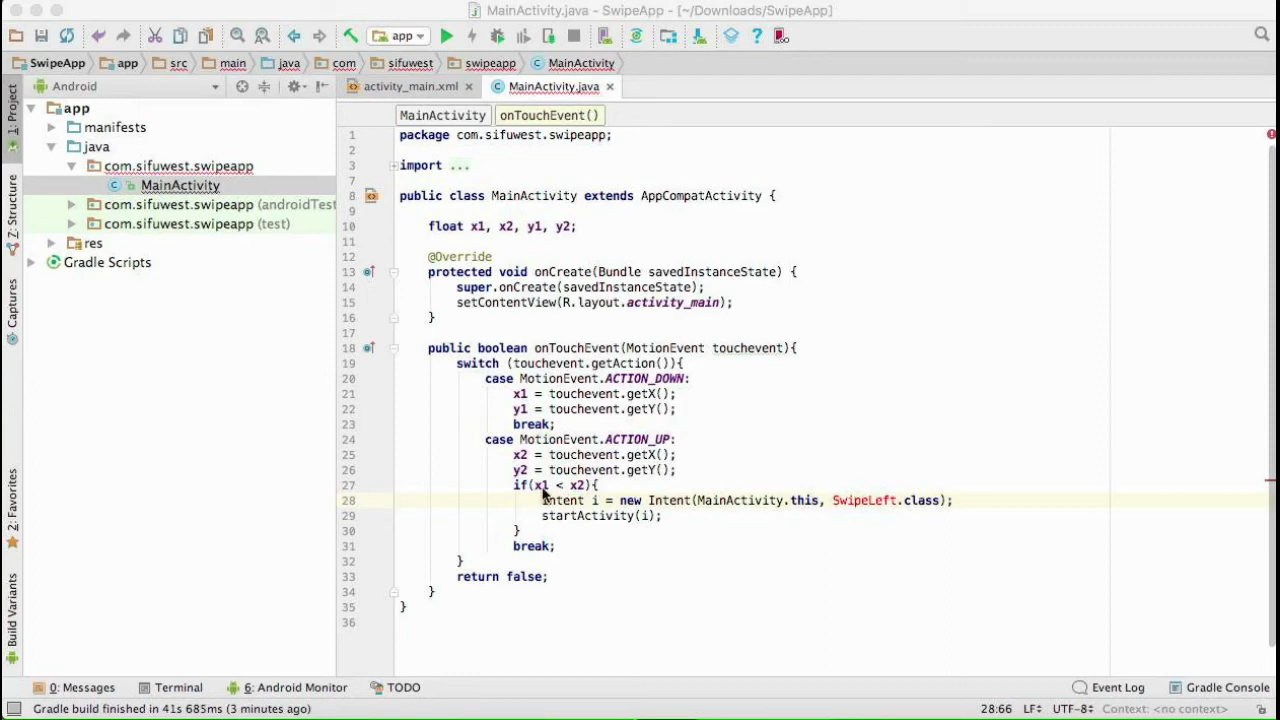 MainActivity.java - SwipeApp - [~/Downloads/SwipeApp]
app
SwipeApp app src main java com sifuwest swipeapp MainActivity
Android
activity_main.xml MainActivity.java
1: Project
Z: Structure
Captures
2: Favorites
Build Variants
app
manifests
java
com.sifuwest.swipeapp
MainActivity
com.sifuwest.swipeapp (androidTest
com.sifuwest.swipeapp (test)
res
Gradle Scripts
MainActivity onTouchEvent()
1 package com.sifuwest.swipeapp;
2
3 import ...
7
8 public class MainActivity extends AppCompatActivity {
9
10 float x1, x2, y1, y2;
11
12 @Override
13 protected void onCreate(Bundle savedInstanceState) {
14 super.onCreate(savedInstanceState);
15 setContentView(R.layout.activity_main);
16 }
17
18 public boolean onTouchEvent(MotionEvent touchevent){
19 switch (touchevent.getAction()){
20 case MotionEvent.ACTION_DOWN:
21 x1 = touchevent.getX();
22 y1 = touchevent.getY();
23 break;
24 case MotionEvent.ACTION_UP:
25 x2 = touchevent.getX();
26 y2 = touchevent.getY();
27 if(x1 < x2){
28 Intent i = new Intent(MainActivity.this, SwipeLeft.class);
29 startActivity(i);
30 }
31 break;
32 }
33 return false;
34 }
35 }
36
0: Messages Terminal 6: Android Monitor TODO Event Log Gradle Console
Gradle build finished in 41s 685ms (3 minutes ago) 28:66 LF UTF-8 Context: <no context>